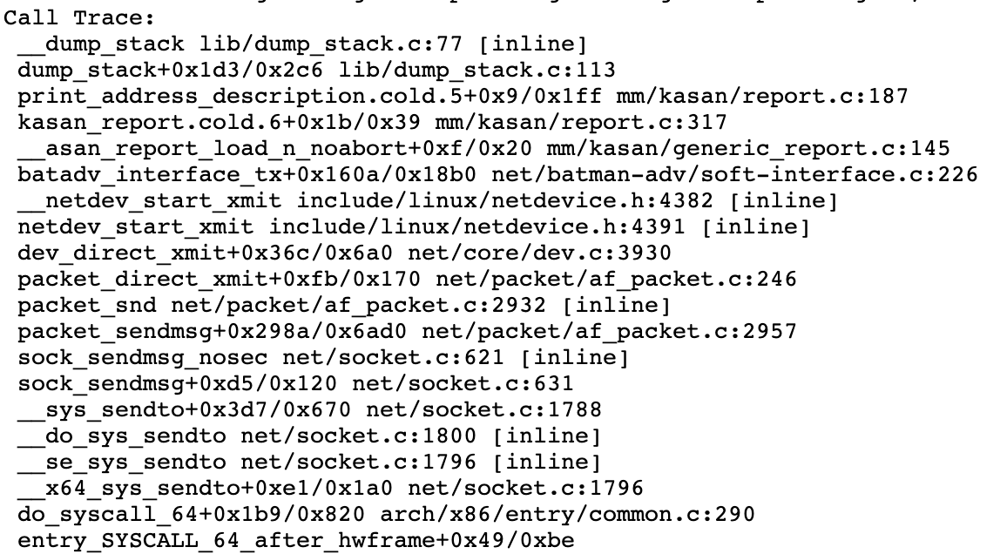 Call Trace:
__dump_stack lib/dump_stack.c:77 [inline]
dump_stack+0x1d3/0x2c6 lib/dump_stack.c:113
print_address_description.cold.5+0x9/0x1ff mm/kasan/report.c:187
kasan_report.cold.6+0x1b/0x39 mm/kasan/report.c:317
__asan_report_load_n_noabort+0xf/0x20 mm/kasan/generic_report.c:145
batadv_interface_tx+0x160a/0x18b0 net/batman-adv/soft-interface.c:226
__netdev_start_xmit include/linux/netdevice.h:4382 [inline]
netdev_start_xmit include/linux/netdevice.h:4391 [inline]
dev_direct_xmit+0x36c/0x6a0 net/core/dev.c:3930
packet_direct_xmit+0xfb/0x170 net/packet/af_packet.c:246
packet_snd net/packet/af_packet.c:2932 [inline]
packet_sendmsg+0x298a/0x6ad0 net/packet/af_packet.c:2957
sock_sendmsg_nosec net/socket.c:621 [inline]
sock_sendmsg+0xd5/0x120 net/socket.c:631
__sys_sendto+0x3d7/0x670 net/socket.c:1788
__do_sys_sendto net/socket.c:1800 [inline]
__se_sys_sendto net/socket.c:1796 [inline]
__x64_sys_sendto+0xe1/0x1a0 net/socket.c:1796
do_syscall_64+0x1b9/0x820 arch/x86/entry/common.c:290
entry_SYSCALL_64_after_hwframe+0x49/0xbe